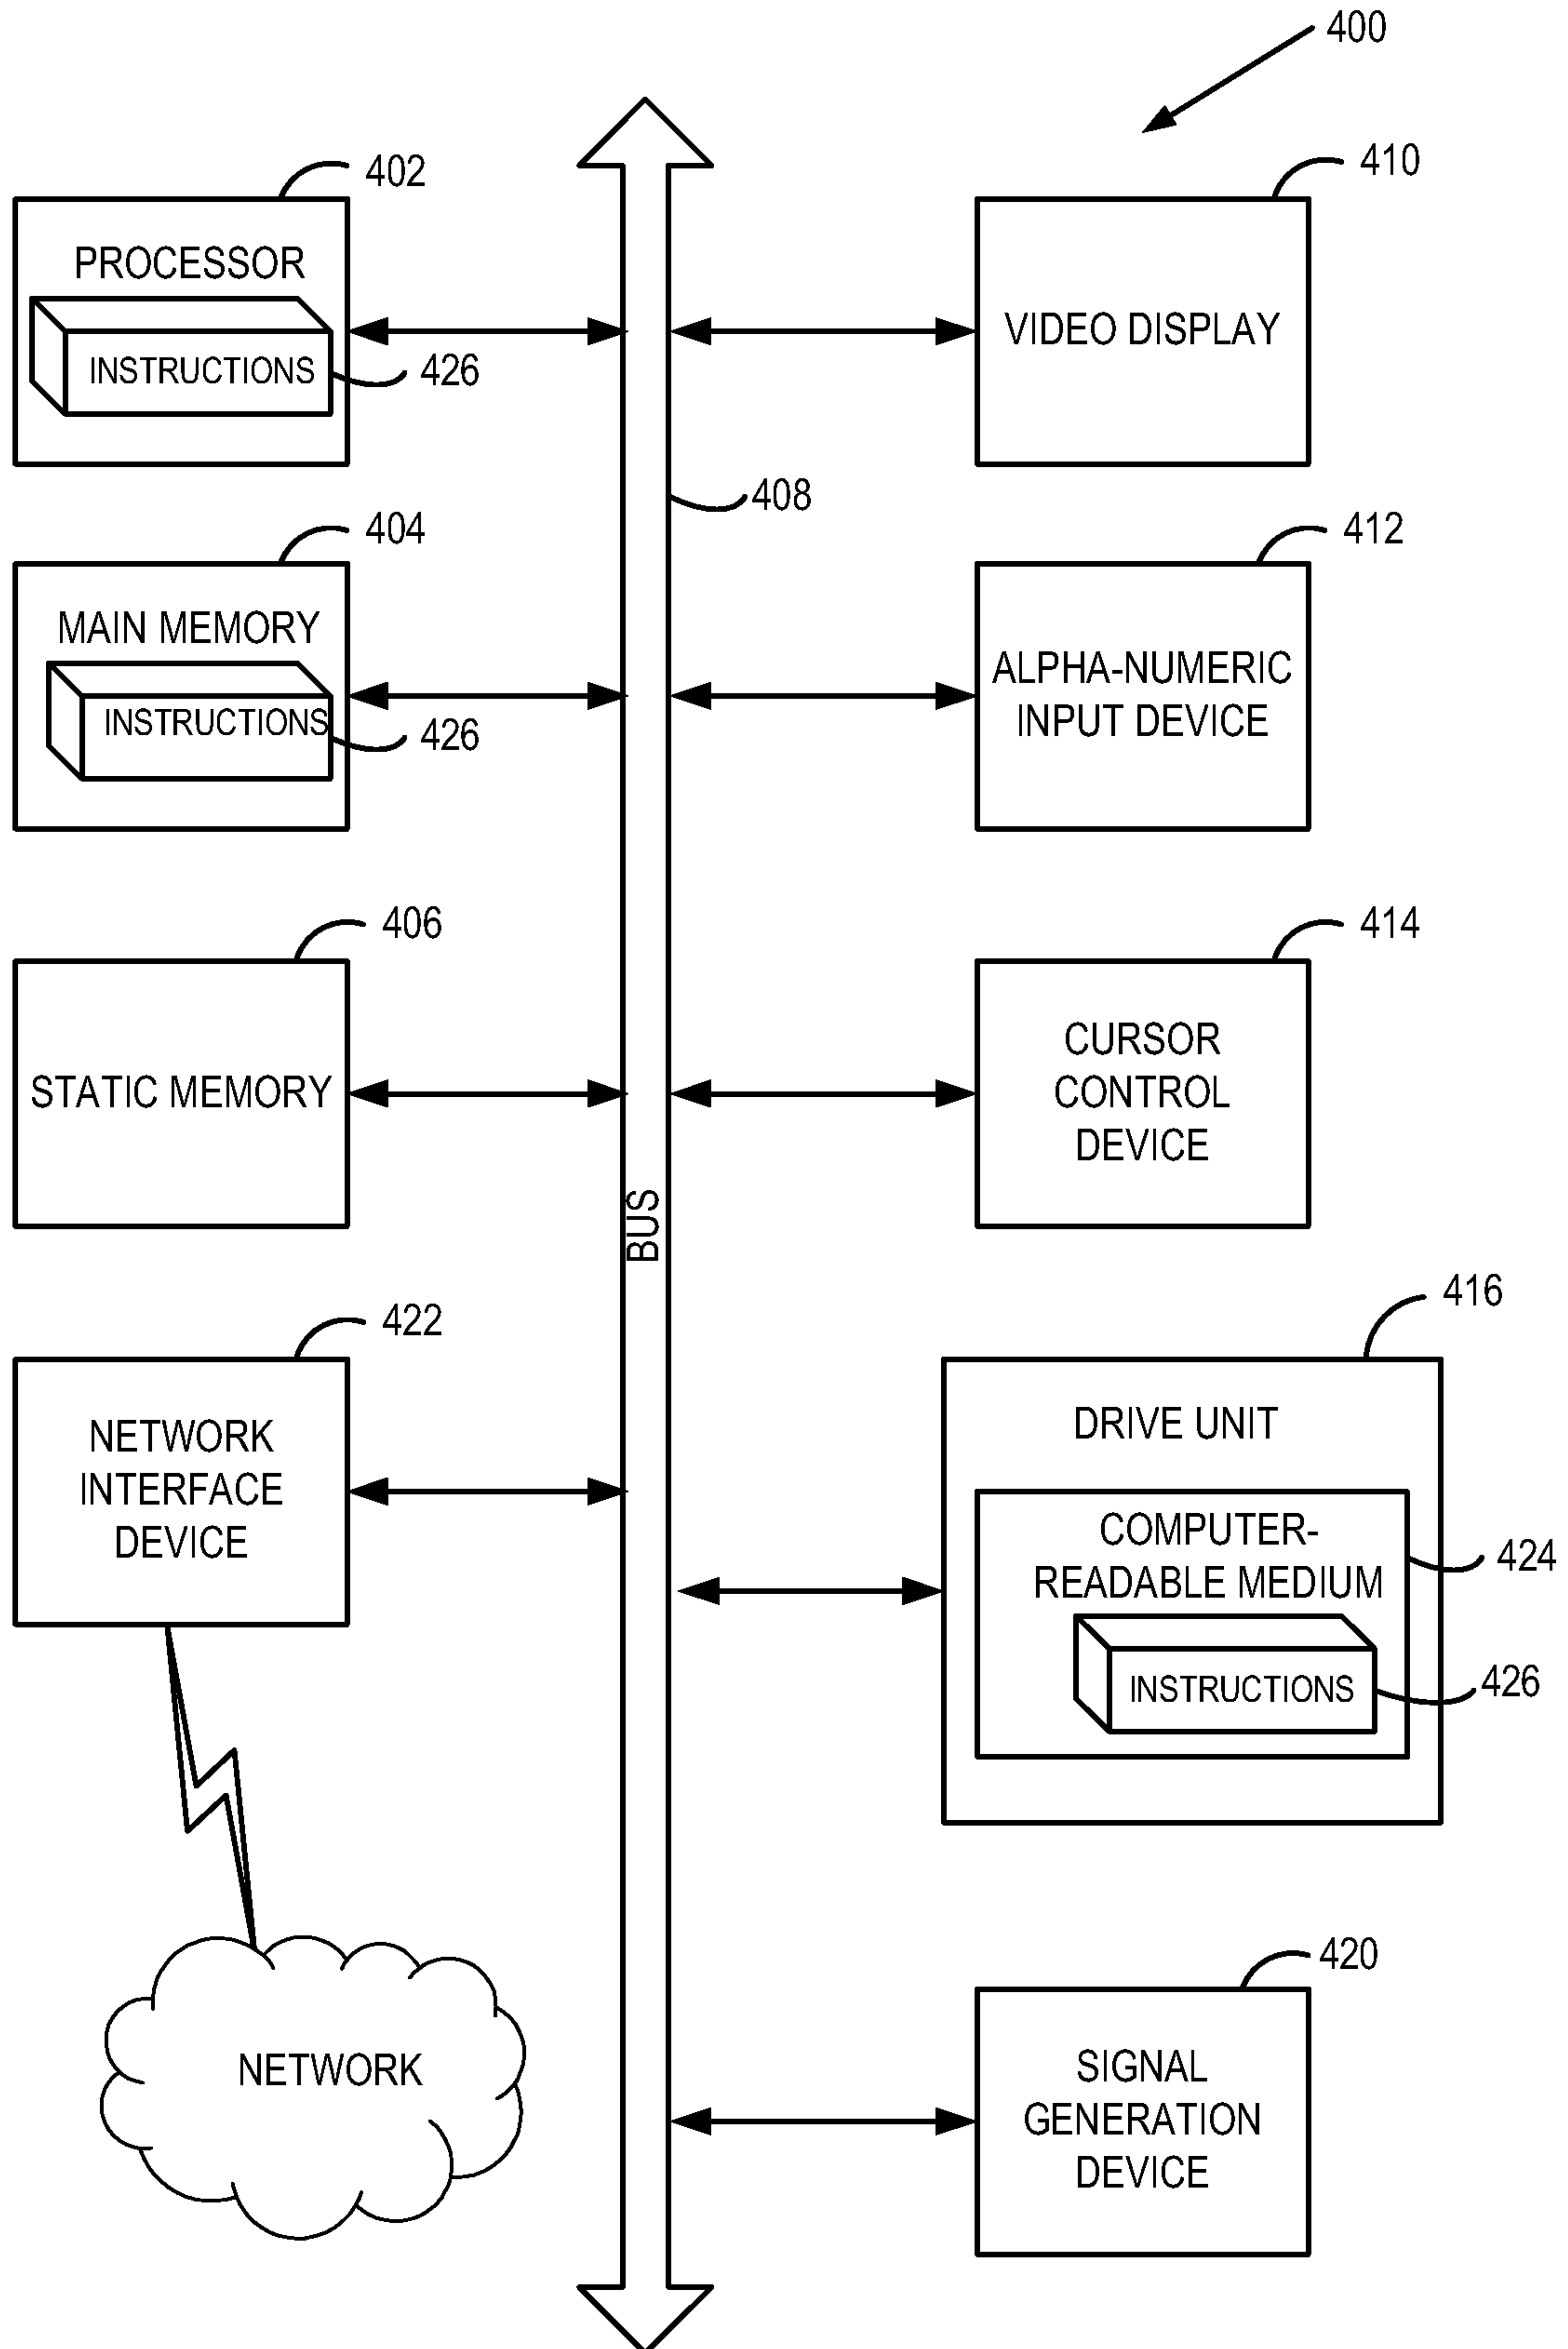 400
402
PROCESSOR
INSTRUCTIONS
426
410
VIDEO DISPLAY
408
404
MAIN MEMORY
INSTRUCTIONS
426
412
ALPHA-NUMERIC
INPUT DEVICE
406
STATIC MEMORY
414
CURSOR
CONTROL
DEVICE
BUS
422
NETWORK
INTERFACE
DEVICE
416
DRIVE UNIT
COMPUTER-
READABLE MEDIUM
424
INSTRUCTIONS
426
NETWORK
420
SIGNAL
GENERATION
DEVICE